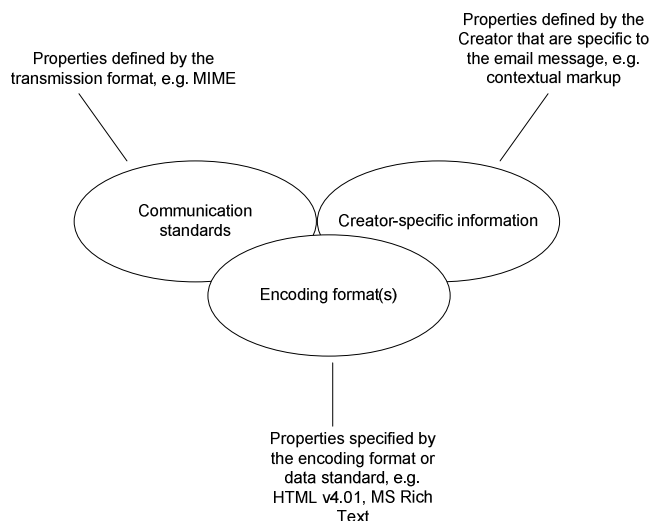 Properties defined by the
Creator that are specific to
the email message, e.g.
contextual markup
Properties defined by the
transmission format, e.g. MIME
Communication
standards
Creator-specific information
Encoding format(s)
Properties specified by
the encoding format or
data standard, e.g.
HTML v4.01, MS Rich
Text